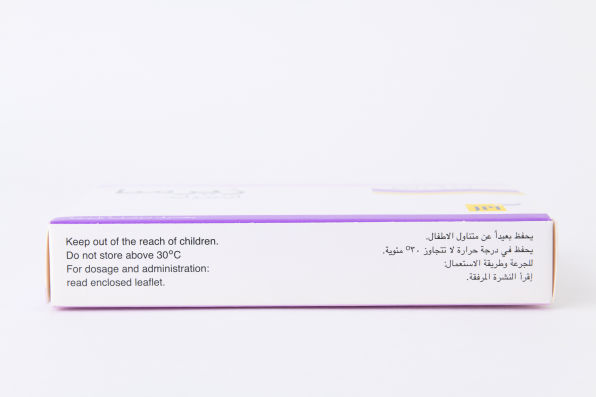 Keep out of the reach of children.
Do not store above 30°C
For dosage and administration:
read enclosed leaflet.
يحفظ بعيداً عن متناول الاطفال.
يحفظ في درجة حرارة لا تتجاوز ٣٠° مئوية.
للجرعة وطريقة الاستعمال:
إقرأ النشرة المرفقة.